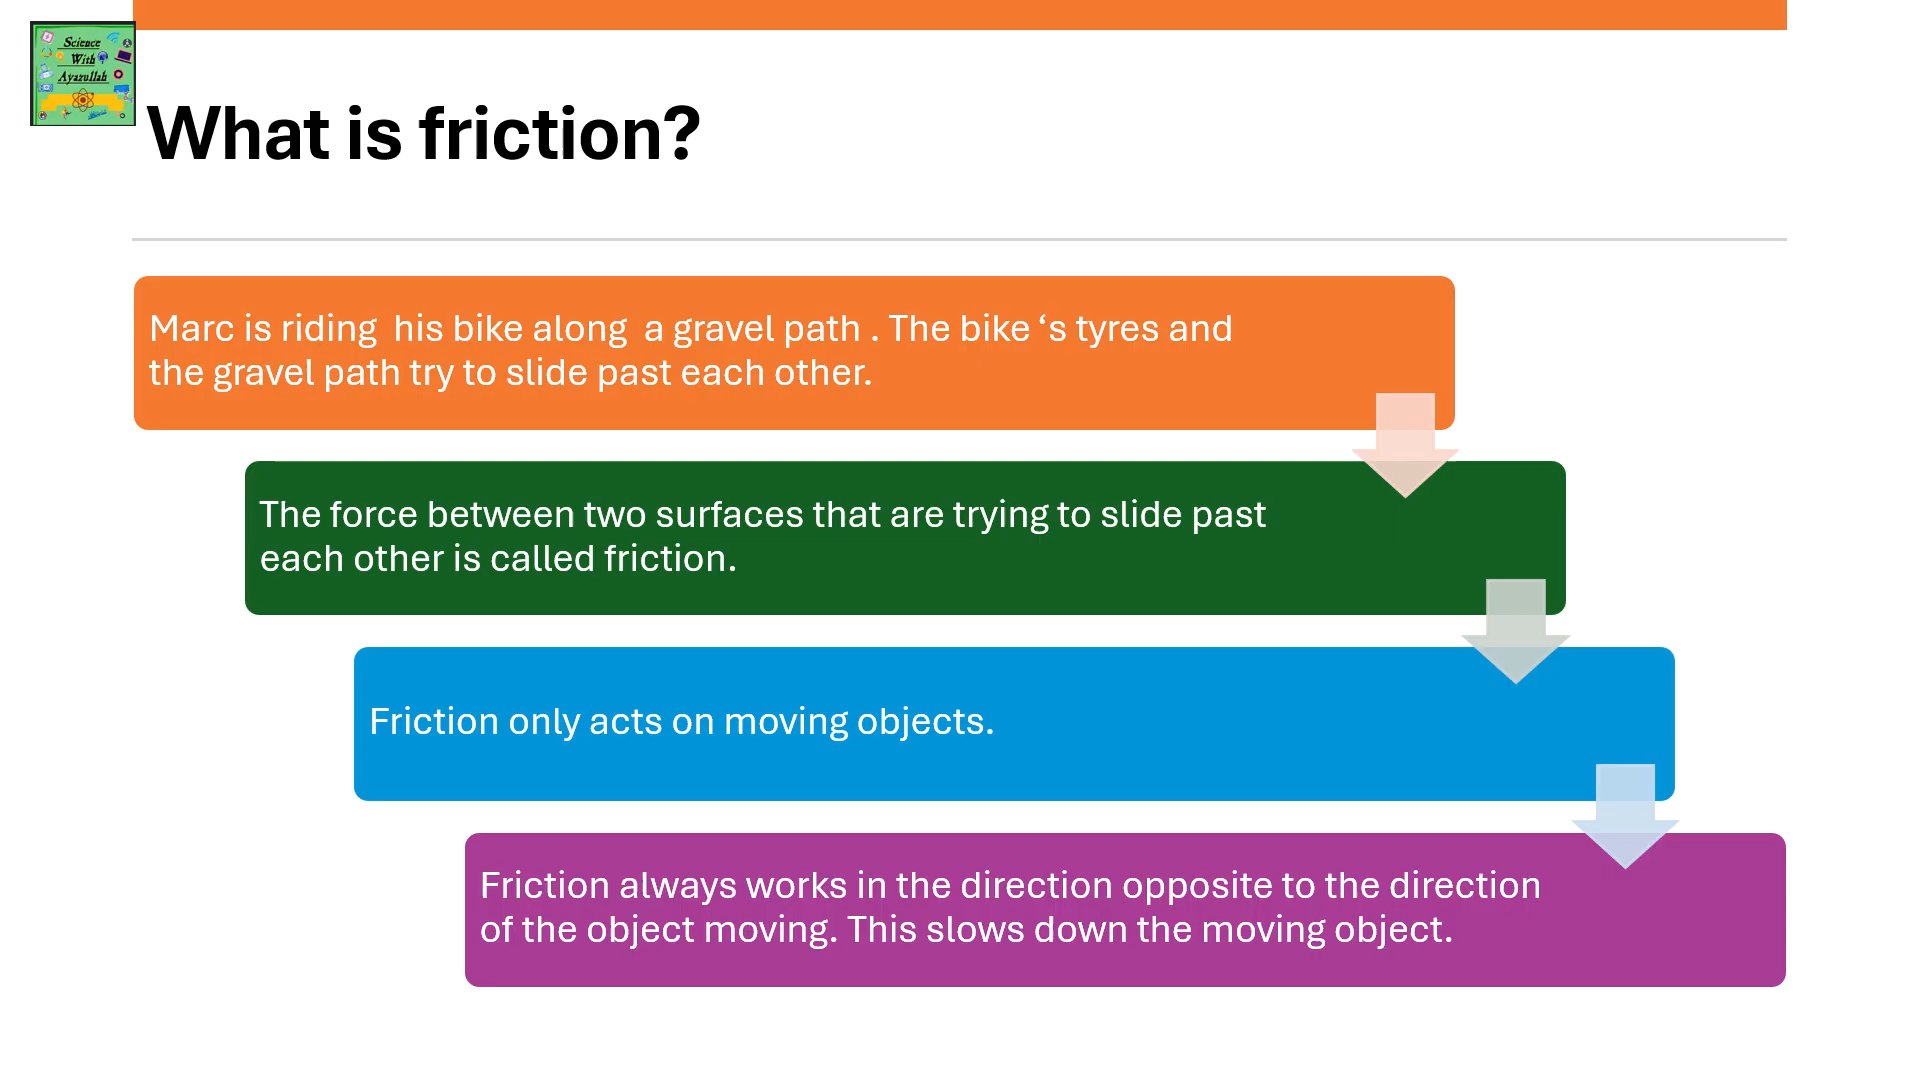 Science
With
Ayazullah
What is friction?
Marc is riding  his bike along  a gravel path . The bike ‘s tyres and
the gravel path try to slide past each other.
The force between two surfaces that are trying to slide past
each other is called friction.
Friction only acts on moving objects.
Friction always works in the direction opposite to the direction
of the object moving. This slows down the moving object.